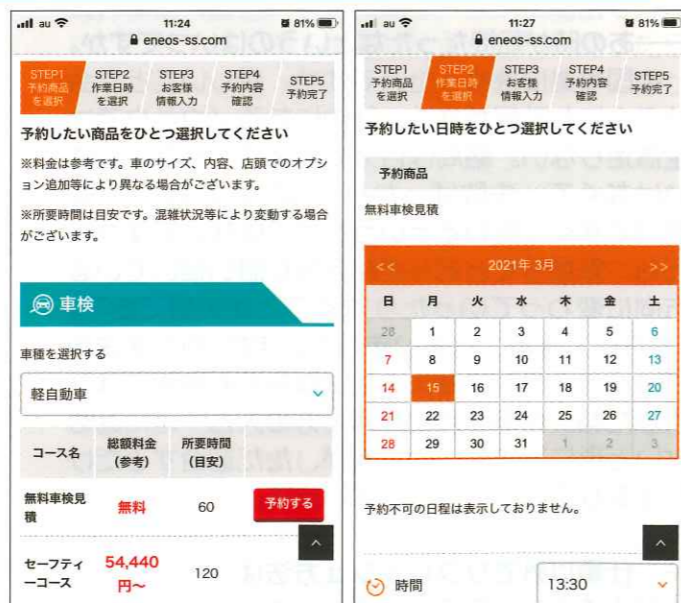 au 11:24 81%
eneos-ss.com
STEP1 予約商品を選択
STEP2 作業日時を選択
STEP3 お客様情報入力
STEP4 予約内容確認
STEP5 予約完了
予約したい商品をひとつ選択してください
※料金は参考です。車のサイズ、内容、店頭でのオプシ
ョン追加等により異なる場合がございます。
※所要時間は目安です。混雑状況等により変動する場合
がございます。
車検
車種を選択する
軽自動車
コース名 総額料金(参考) 所要時間(目安)
無料車検見積 無料 60 予約する
セーフティーコース 54,440円〜 120
au 11:27 81%
eneos-ss.com
STEP1 予約商品を選択
STEP2 作業日時を選択
STEP3 お客様情報入力
STEP4 予約内容確認
STEP5 予約完了
予約したい日時をひとつ選択してください
予約商品
無料車検見積
<< 2021年 3月 >>
日 月 火 水 木 金 土
28 1 2 3 4 5 6
7 8 9 10 11 12 13
14 15 16 17 18 19 20
21 22 23 24 25 26 27
28 29 30 31 1 2 3
予約不可の日程は表示しておりません。
時間 13:30